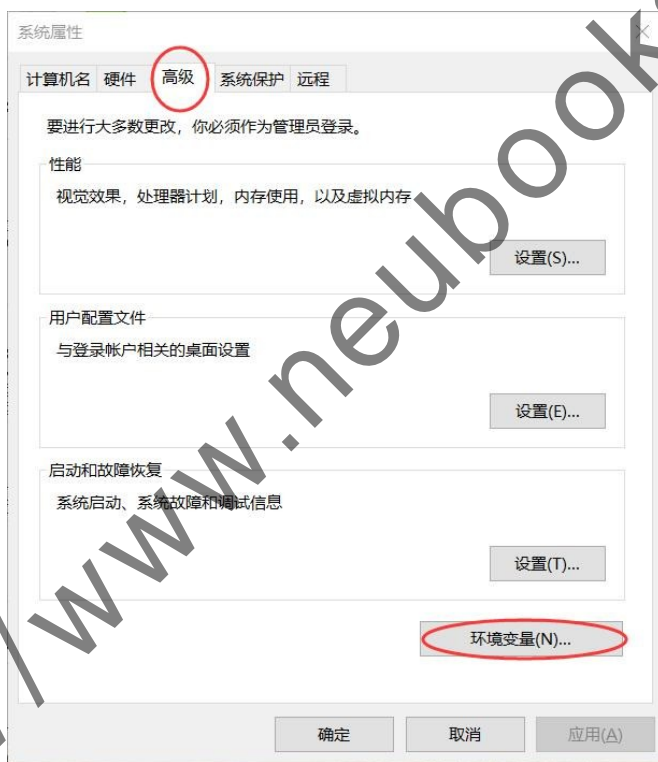 系统属性
计算机名 硬件 高级 系统保护 远程
要进行大多数更改，你必须作为管理员登录。
性能
视觉效果，处理器计划，内存使用，以及虚拟内存
设置(S)...
用户配置文件
与登录帐户相关的桌面设置
设置(E)...
启动和故障恢复
系统启动、系统故障和调试信息
设置(T)...
环境变量(N)...
确定 取消 应用(A)
/www.neubook